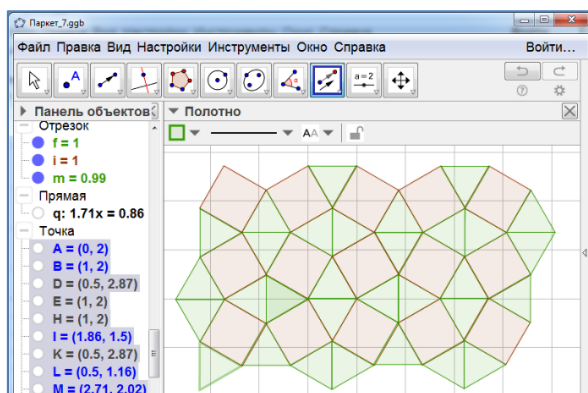 Паркет_7.ggb
Файл Правка Вид Настройки Инструменты Окно Справка Войти...
a=2
Панель объектов
Полотно
AA
Отрезок
f = 1
i = 1
m = 0.99
Прямая
q: 1.71x = 0.86
Точка
A = (0, 2)
B = (1, 2)
D = (0.5, 2.87)
E = (1, 2)
H = (1, 2)
I = (1.86, 1.5)
K = (0.5, 2.87)
L = (0.5, 1.16)
M = (2.71, 2.02)